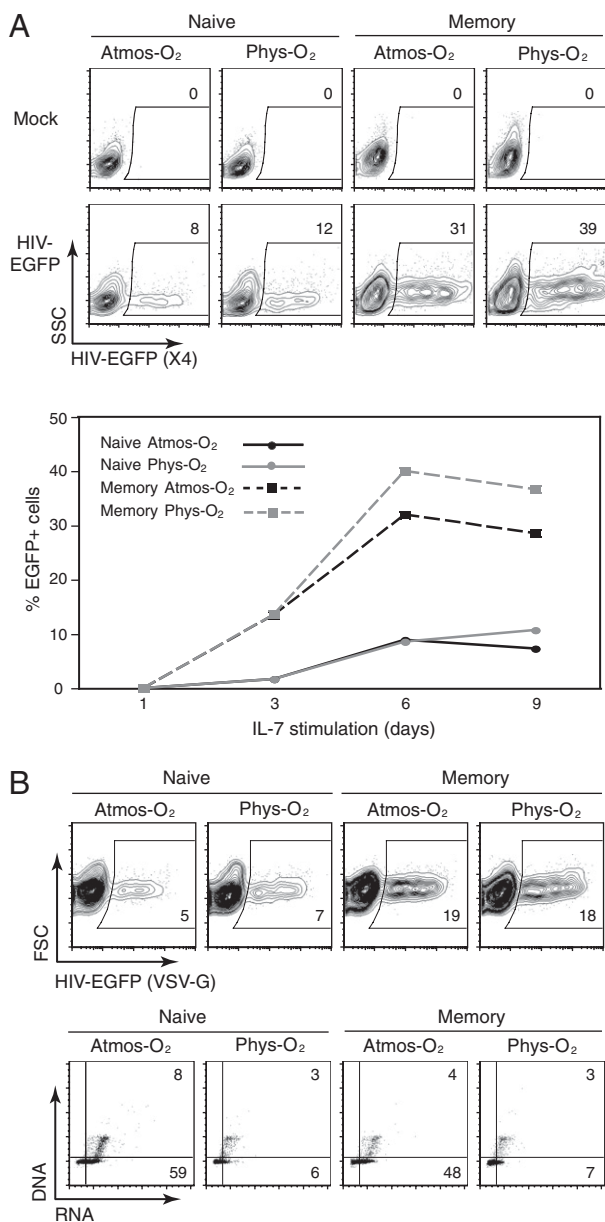 A
Naive Memory
Atmos-O₂ Phys-O₂ Atmos-O₂ Phys-O₂
Mock
0 0 0 0
HIV-
EGFP
8 12 31 39
SSC
HIV-EGFP (X4)
50
40
30
20
10
0
% EGFP+ cells
Naive Atmos-O₂
Naive Phys-O₂
Memory Atmos-O₂
Memory Phys-O₂
1 3 6 9
IL-7 stimulation (days)
B
Naive Memory
Atmos-O₂ Phys-O₂ Atmos-O₂ Phys-O₂
5 7 19 18
FSC
HIV-EGFP (VSV-G)
Naive Memory
Atmos-O₂ Phys-O₂ Atmos-O₂ Phys-O₂
8 3 4 3
59 6 48 7
DNA
RNA